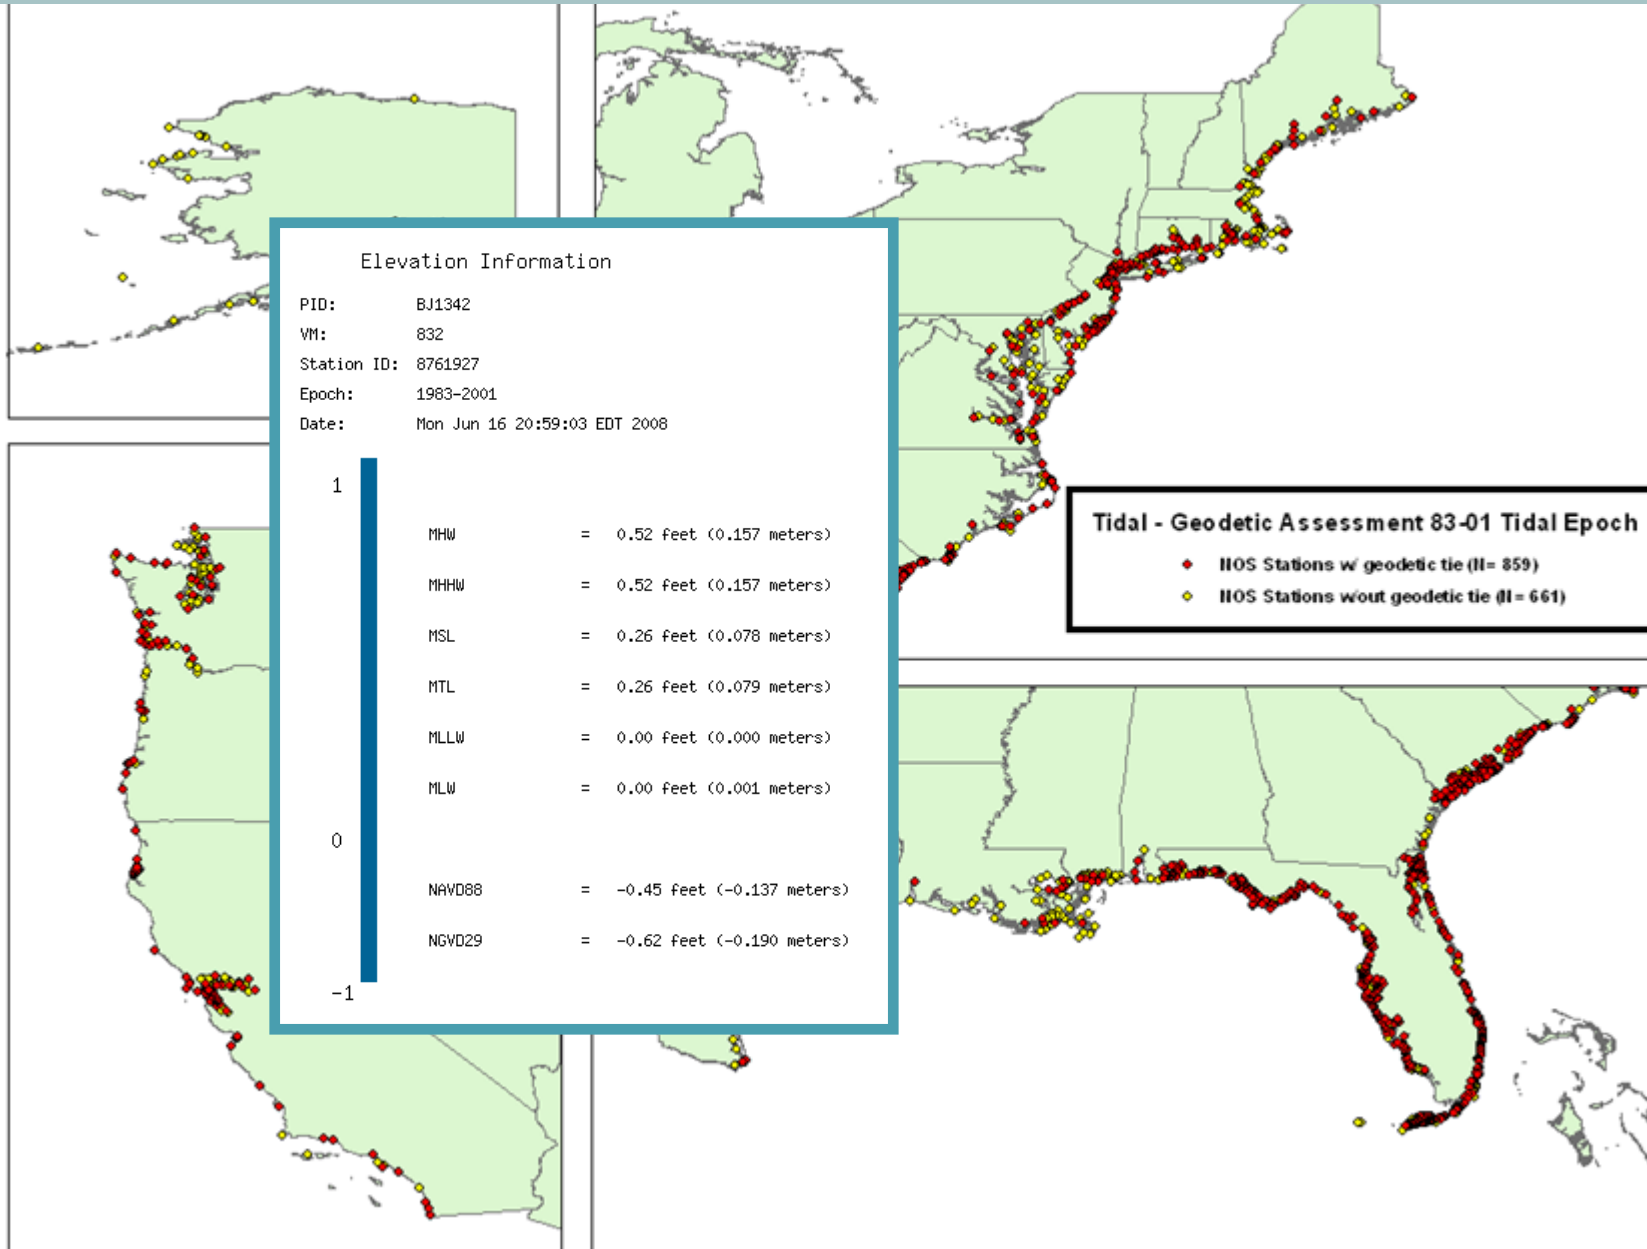 Elevation Information
PID: BJ1342
VM: 832
Station ID: 8761927
Epoch: 1983-2001
Date: Mon Jun 16 20:59:03 EDT 2008
1
MHW = 0.52 feet (0.157 meters)
MHHW = 0.52 feet (0.157 meters)
MSL = 0.26 feet (0.078 meters)
MTL = 0.26 feet (0.079 meters)
MLLW = 0.00 feet (0.000 meters)
MLW = 0.00 feet (0.001 meters)
0
NAVD88 = -0.45 feet (-0.137 meters)
NGVD29 = -0.62 feet (-0.190 meters)
-1
Tidal - Geodetic Assessment 83-01 Tidal Epoch
NOS Stations w/ geodetic tie (N= 859)
NOS Stations w/out geodetic tie (N= 661)